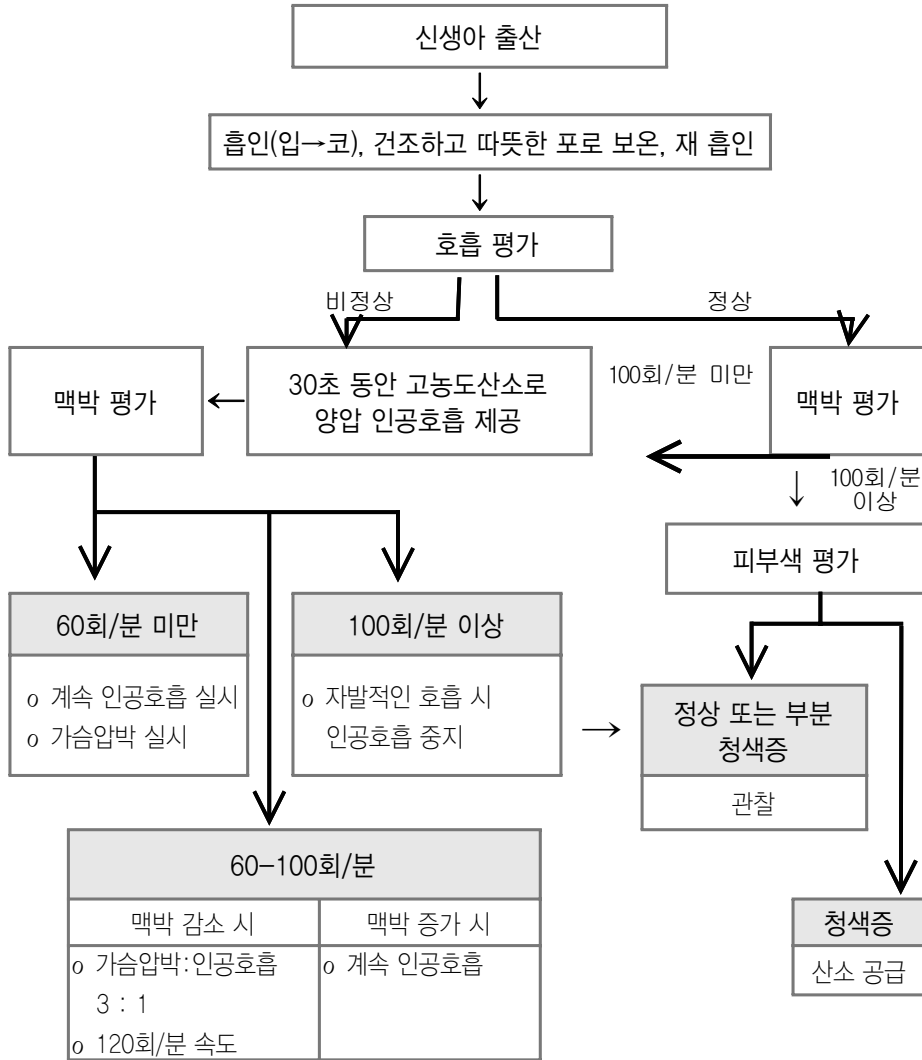 신생아 출산
흡인(입→코), 건조하고 따뜻한 포로 보온, 재 흡인
호흡 평가
비정상
정상
맥박 평가
30초 동안 고농도산소로
양압 인공호흡 제공
100회/분 미만
맥박 평가
100회/분
이상
피부색 평가
60회/분 미만
o 계속 인공호흡 실시
o 가슴압박 실시
100회/분 이상
o 자발적인 호흡 시
인공호흡 중지
정상 또는 부분
청색증
관찰
60-100회/분
맥박 감소 시
o 가슴압박:인공호흡
3 : 1
o 120회/분 속도
맥박 증가 시
o 계속 인공호흡
청색증
산소 공급